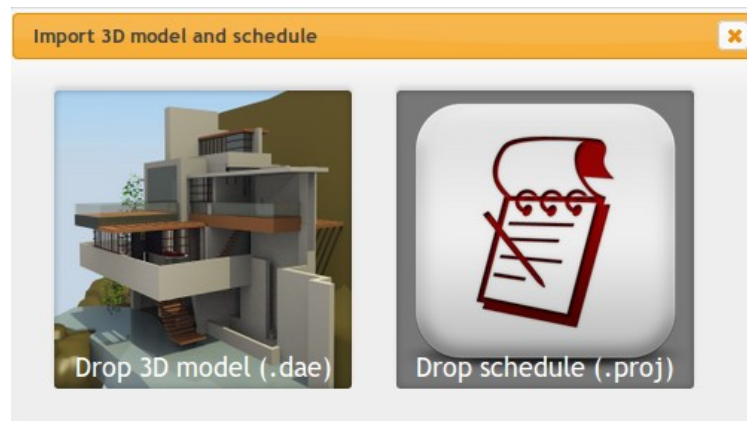 Import 3D model and schedule
Drop 3D model (.dae)
Drop schedule (.proj)